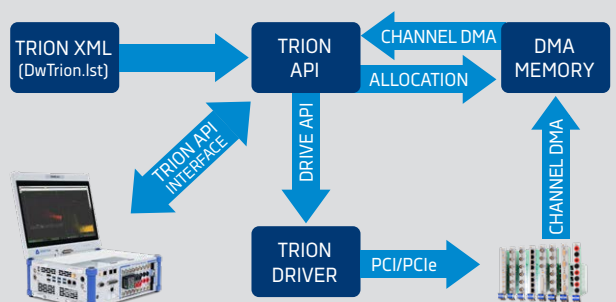 TRION XML
(DwTrion.lst)
TRION
API
CHANNEL DMA
ALLOCATION
DMA
MEMORY
TRION API
INTERFACE
DRIVE API
CHANNEL DMA
TRION
DRIVER
PCI/PCIe